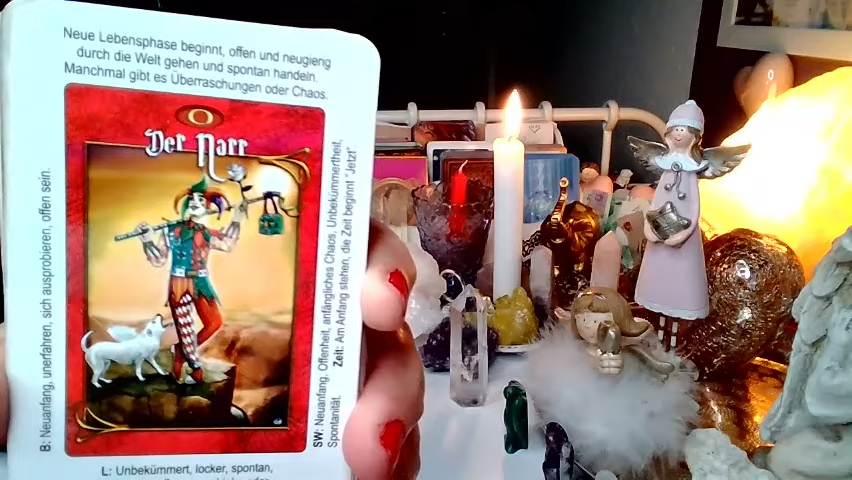 Neue Lebensphase beginnt, offen und neugieng
durch die Welt gehen und spontan handeln.
Manchmal gibt es Überraschungen oder Chaos.
0
Der Narr
B: Neuanfang, unerfahren, sich ausprobieren, offen sein.
SW: Neuanfang, Offenheit, anfängliches Chaos, Unbekümmertheit,
Spontanität. Zeit: Am Anfang stehen, die Zeit beginnt "Jetzt"
L: Unbekümmert, locker, spontan,